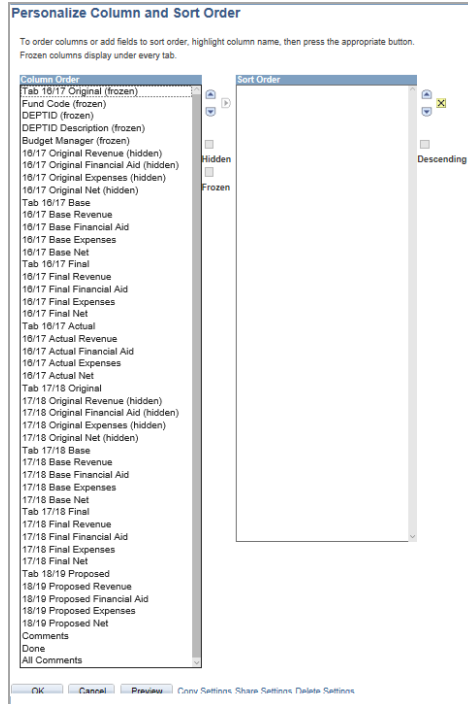 Personalize Column and Sort Order
To order columns or add fields to sort order, highlight column name, then press the appropriate button.
Frozen columns display under every tab.
Column Order
Tab 16/17 Original (frozen)
Fund Code (frozen)
DEPTID (frozen)
DEPTID Description (frozen)
Budget Manager (frozen)
16/17 Original Revenue (hidden)
16/17 Original Financial Aid (hidden)
16/17 Original Expenses (hidden)
16/17 Original Net (hidden)
Tab 16/17 Base
16/17 Base Revenue
16/17 Base Financial Aid
16/17 Base Expenses
16/17 Base Net
Tab 16/17 Final
16/17 Final Revenue
16/17 Final Financial Aid
16/17 Final Expenses
16/17 Final Net
Tab 16/17 Actual
16/17 Actual Revenue
16/17 Actual Financial Aid
16/17 Actual Expenses
16/17 Actual Net
Tab 17/18 Original
17/18 Original Revenue (hidden)
17/18 Original Financial Aid (hidden)
17/18 Original Expenses (hidden)
17/18 Original Net (hidden)
Tab 17/18 Base
17/18 Base Revenue
17/18 Base Financial Aid
17/18 Base Expenses
17/18 Base Net
Tab 17/18 Final
17/18 Final Revenue
17/18 Final Financial Aid
17/18 Final Expenses
17/18 Final Net
Tab 18/19 Proposed
18/19 Proposed Revenue
18/19 Proposed Financial Aid
18/19 Proposed Expenses
18/19 Proposed Net
Comments
Done
All Comments
Hidden
Frozen
Sort Order
Descending
OK Cancel Preview Copy Settings Share Settings Delete Settings